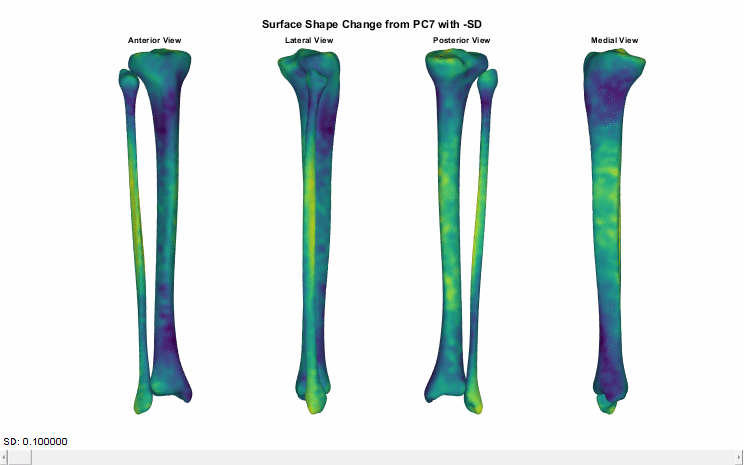 Surface Shape Change from PC7 with -SD
Anterior View Lateral View Posterior View Medial View
SD: 0.100000